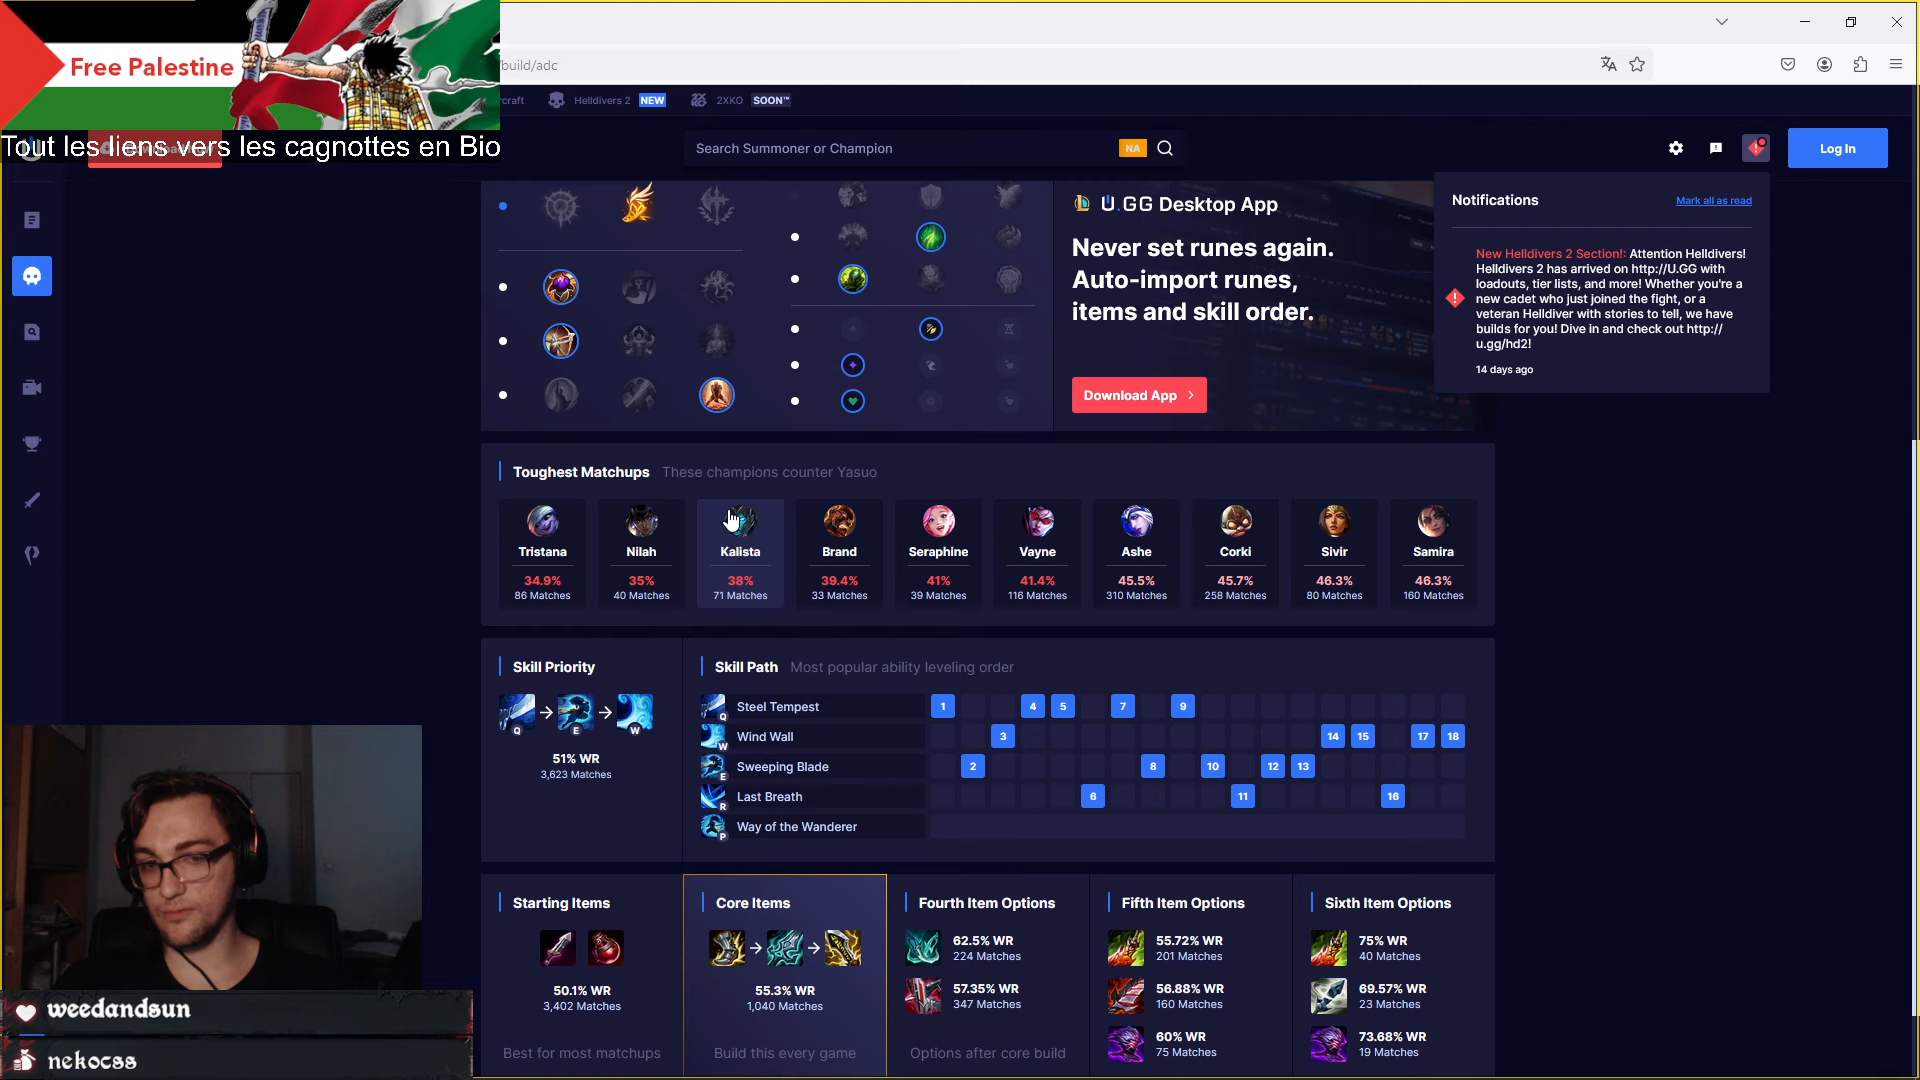 Free Palestine
Tout les liens vers les cagnottes en Bio
/build/adc
rcraft
Helldivers 2 NEW
2XKO SOON™
Search Summoner or Champion
NA
Log In
Notifications
Mark all as read
New Helldivers 2 Section!: Attention Helldivers!
Helldivers 2 has arrived on http://U.GG with
loadouts, tier lists, and more! Whether you're a
new cadet who just joined the fight, or a
veteran Helldiver with stories to tell, we have
builds for you! Dive in and check out http://
u.gg/hd2!
14 days ago
U.GG Desktop App
Never set runes again.
Auto-import runes,
items and skill order.
Download App
Toughest Matchups These champions counter Yasuo
Tristana
34.9%
86 Matches
Nilah
35%
40 Matches
Kalista
38%
71 Matches
Brand
39.4%
33 Matches
Seraphine
41%
39 Matches
Vayne
41.4%
116 Matches
Ashe
45.5%
310 Matches
Corki
45.7%
258 Matches
Sivir
46.3%
80 Matches
Samira
46.3%
160 Matches
Skill Priority
Q E W
51% WR
3,623 Matches
Skill Path Most popular ability leveling order
Q Steel Tempest 1 4 5 7 9
W Wind Wall 3 14 15 17 18
E Sweeping Blade 2 8 10 12 13
R Last Breath 6 11 16
P Way of the Wanderer
Starting Items
50.1% WR
3,402 Matches
Best for most matchups
Core Items
55.3% WR
1,040 Matches
Build this every game
Fourth Item Options
62.5% WR
224 Matches
57.35% WR
347 Matches
Options after core build
Fifth Item Options
55.72% WR
201 Matches
56.88% WR
160 Matches
60% WR
75 Matches
Sixth Item Options
75% WR
40 Matches
69.57% WR
23 Matches
73.68% WR
19 Matches
weedandsun
nekocss